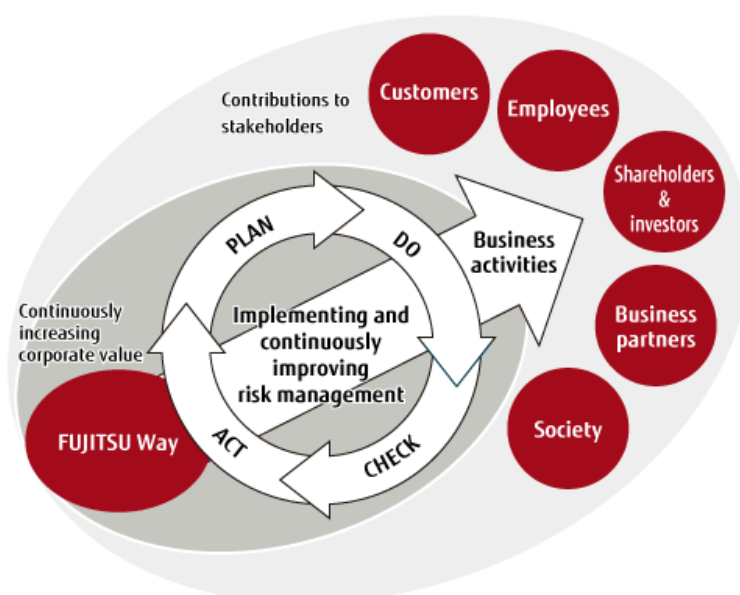 Contributions to
stakeholders
Customers
Employees
Shareholders
&
investors
Business
partners
Society
PLAN
DO
CHECK
ACT
Business
activities
Implementing and
continuously
improving
risk management
Continuously
increasing
corporate value
FUJITSU Way